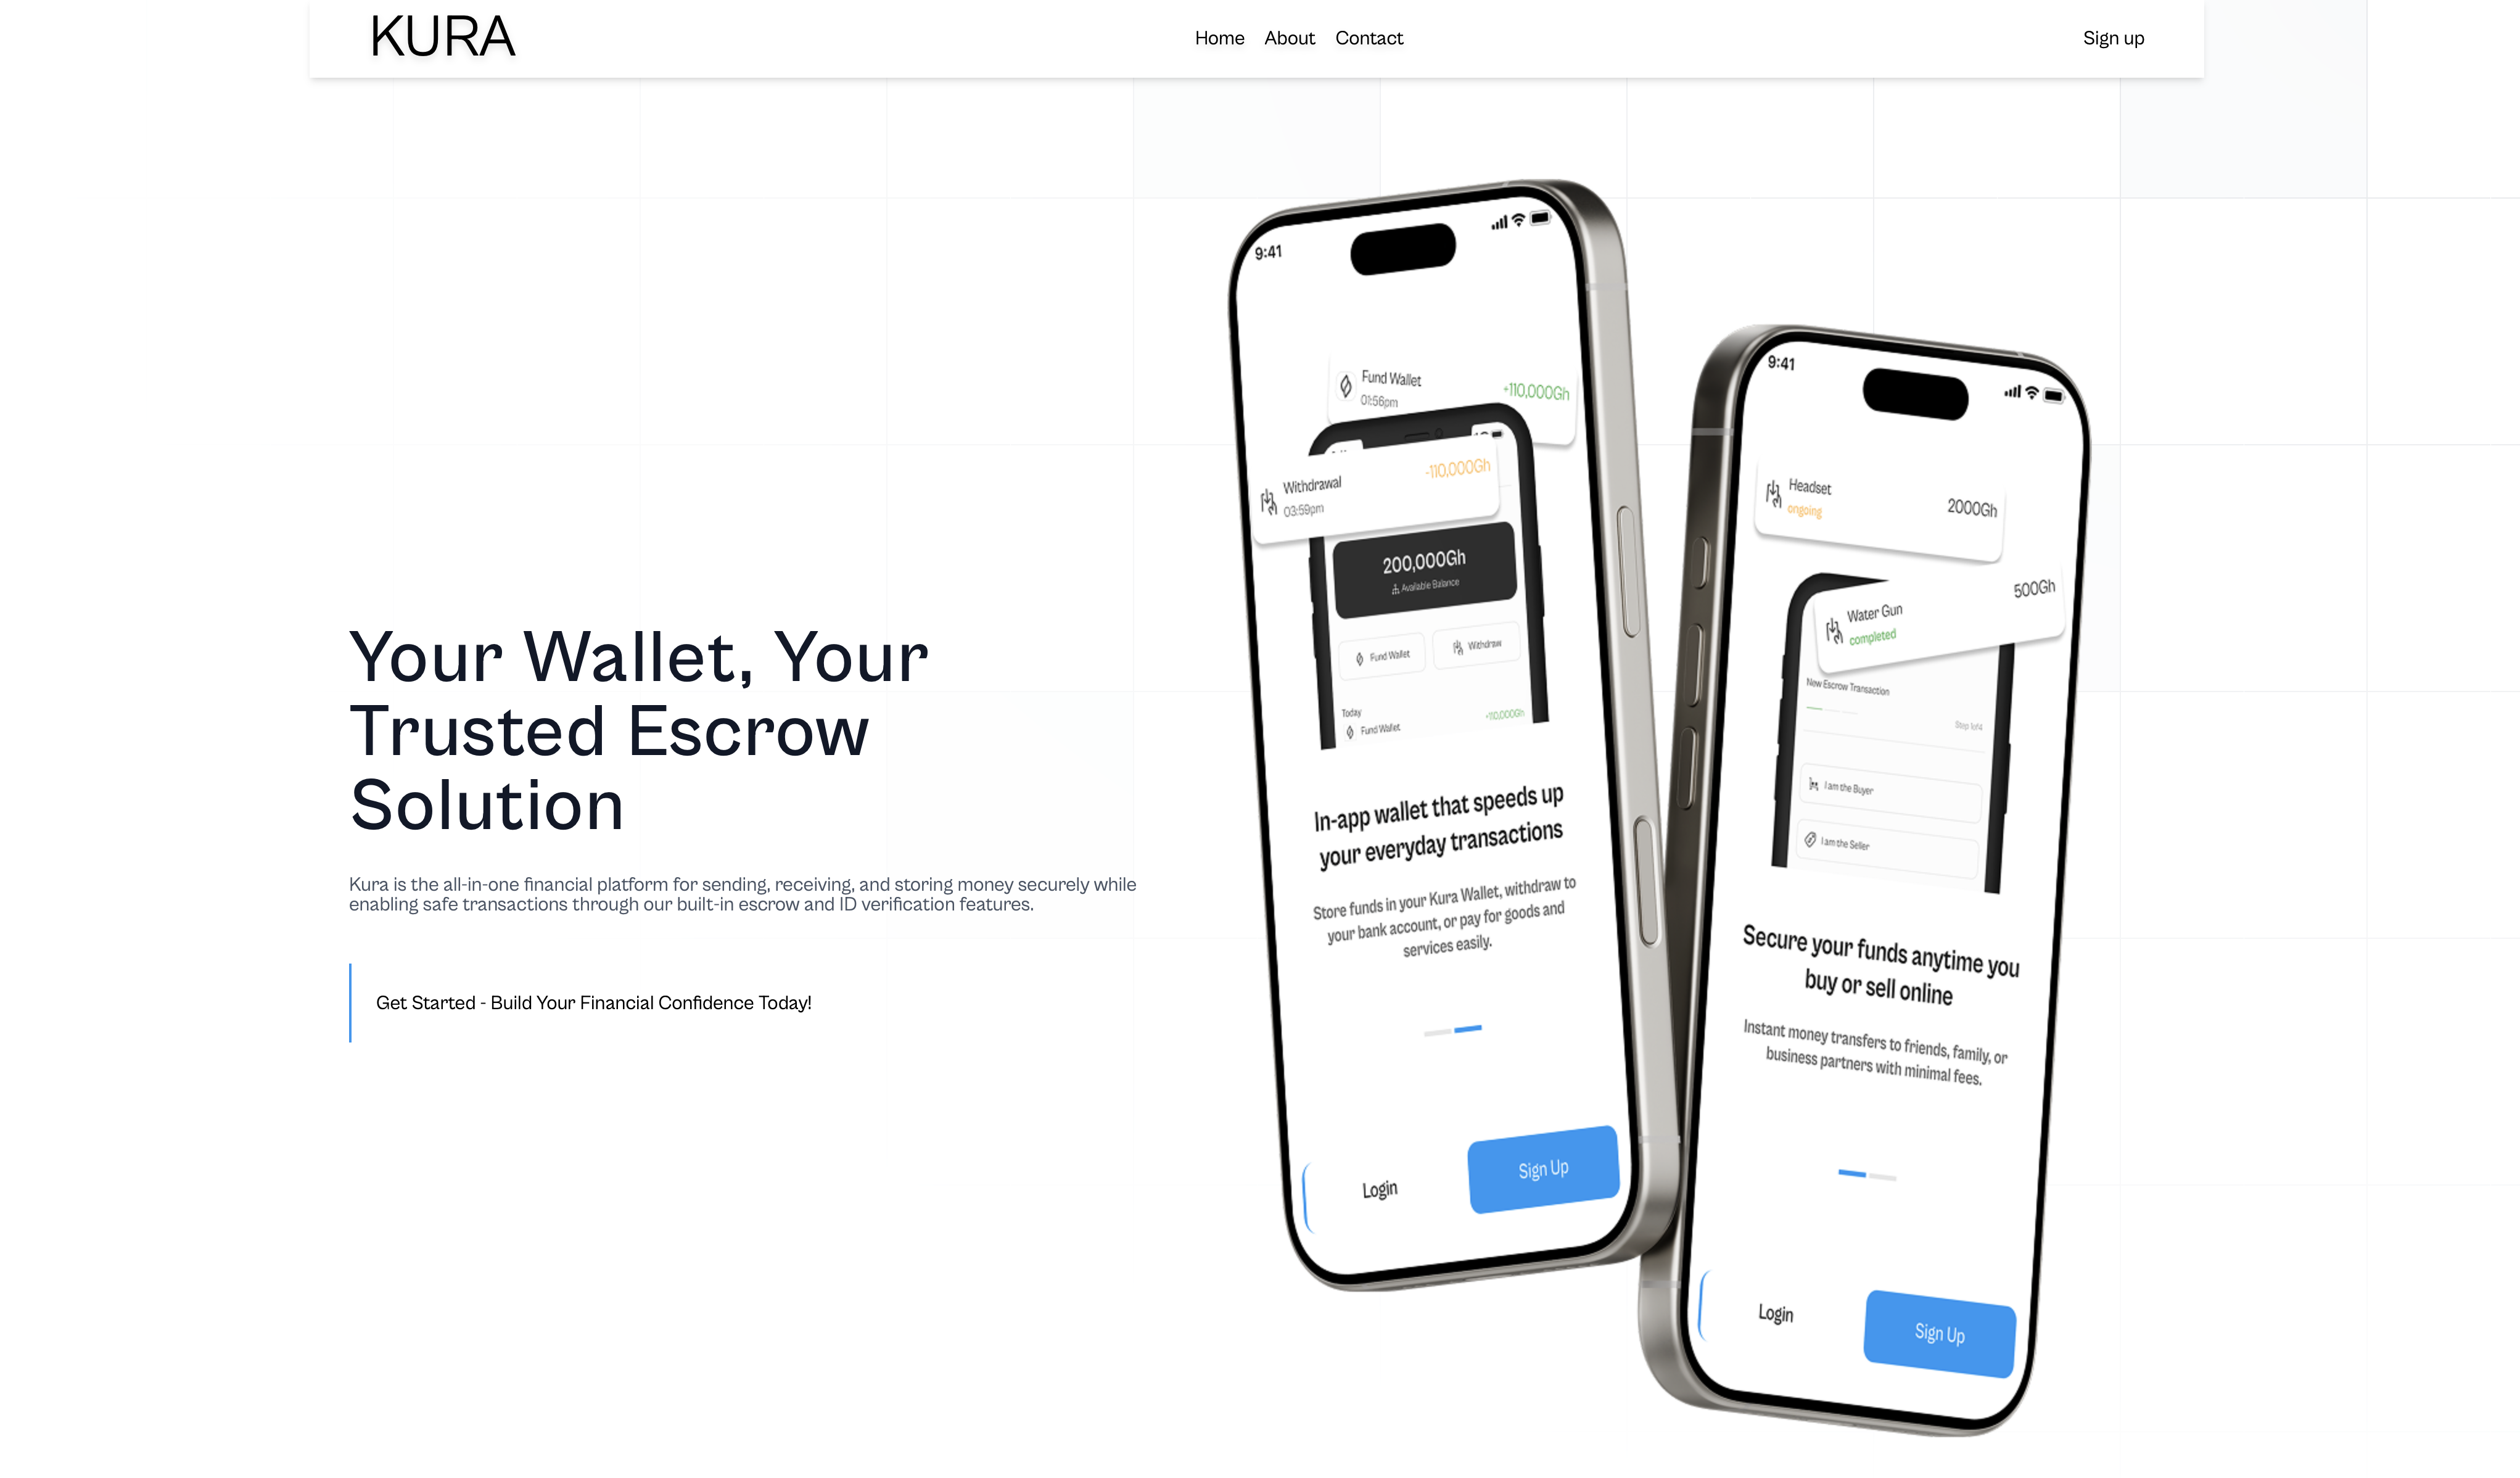 KURA
Home About Contact
Sign up
Your Wallet, Your
Trusted Escrow
Solution
Kura is the all-in-one financial platform for sending, receiving, and storing money securely while
enabling safe transactions through our built-in escrow and ID verification features.
Get Started - Build Your Financial Confidence Today!
9:41
Fund Wallet
+110,000Gh
01:56pm
Withdrawal
-110,000Gh
03:59pm
200,000Gh
Available Balance
Fund Wallet
Withdraw
Today
Fund Wallet
+110,000Gh
In-app wallet that speeds up
your everyday transactions
Store funds in your Kura Wallet, withdraw to
your bank account, or pay for goods and
services easily.
Login
Sign Up
9:41
Headset
2000Gh
ongoing
Water Gun
500Gh
completed
New Escrow Transaction
Step 1of4
I am the Buyer
I am the Seller
Secure your funds anytime you
buy or sell online
Instant money transfers to friends, family, or
business partners with minimal fees.
Login
Sign Up